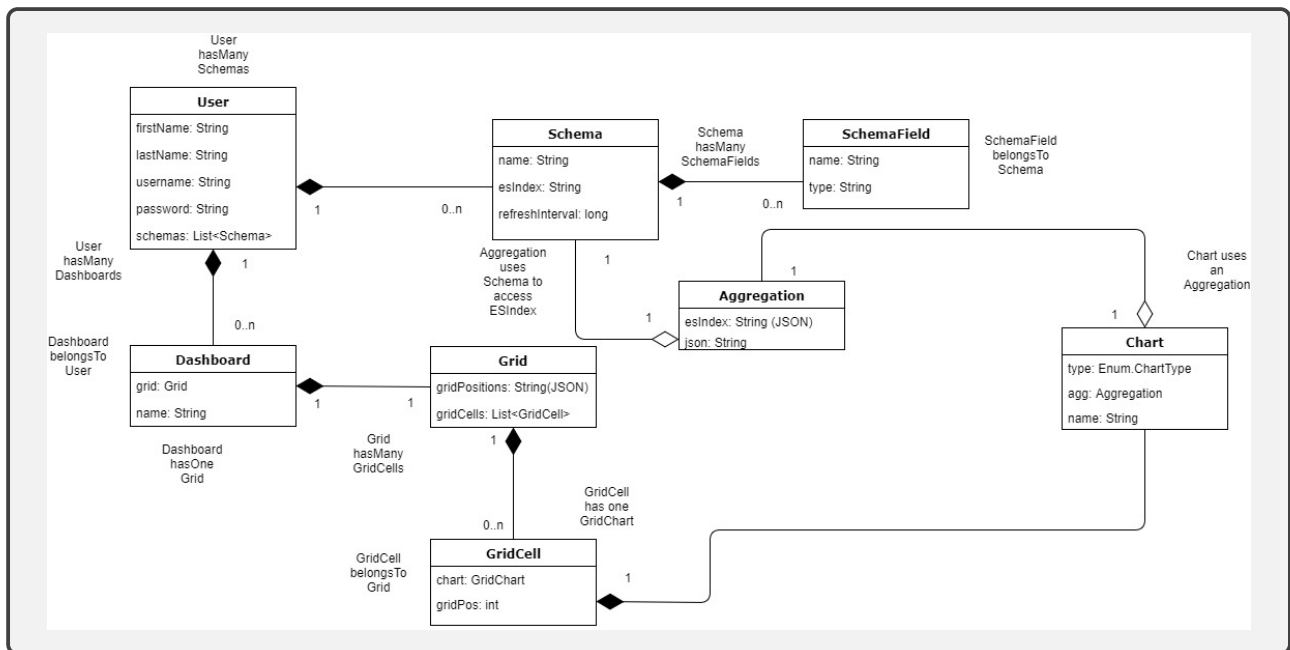 User
hasMany
Schemas
User
firstName: String
lastName: String
username: String
password: String
schemas: List<Schema>
1
0..n
Schema
name: String
esIndex: String
refreshInterval: long
Schema
hasMany
SchemaFields
1
0..n
SchemaField
name: String
type: String
SchemaField
belongsTo
Schema
User
hasMany
Dashboards
1
0..n
Aggregation
uses
Schema to
access
ESIndex
1
1
Aggregation
esIndex: String (JSON)
json: String
1
Chart uses
an
Aggregation
1
Chart
type: Enum.ChartType
agg: Aggregation
name: String
Dashboard
belongsTo
User
Dashboard
grid: Grid
name: String
1
1
Grid
gridPositions: String(JSON)
gridCells: List<GridCell>
Dashboard
hasOne
Grid
Grid
hasMany
GridCells
1
0..n
GridCell
has one
GridChart
GridCell
belongsTo
Grid
GridCell
chart: GridChart
gridPos: int
1